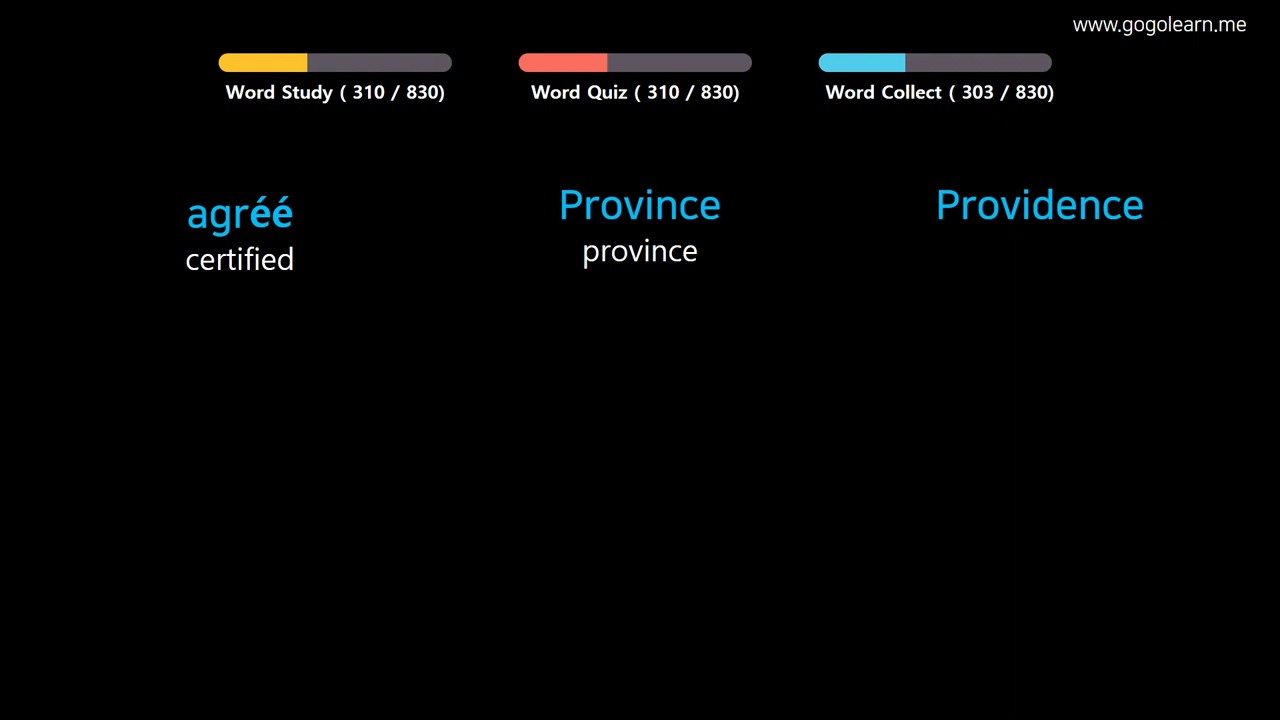 www.gogolearn.me
Word Study ( 310 / 830)
Word Quiz ( 310 / 830)
Word Collect ( 303 / 830)
agréé
certified
Province
province
Providence